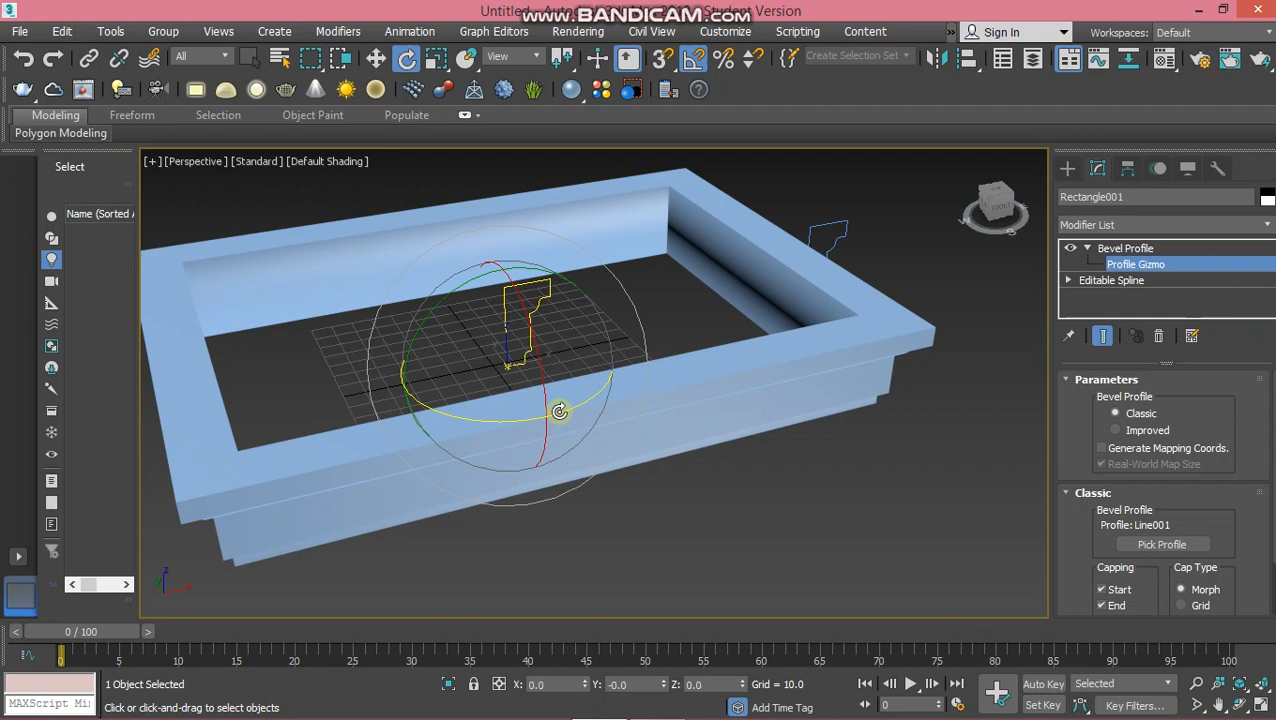 Untitled - Autodesk 3ds Max
Student Version
www.BANDICAM.com
File Edit Tools Group Views Create Modifiers Animation Graph Editors Rendering Civil View Customize Scripting Content » Sign In Workspaces: Default
All View Create Selection Set
Modeling Freeform Selection Object Paint Populate
Polygon Modeling
Select
Name (Sorted A
[+] [Perspective] [Standard] [Default Shading]
FRONT
W S
z x
Rectangle001
Modifier List
Bevel Profile
Profile Gizmo
Editable Spline
Parameters
Bevel Profile
Classic
Improved
Generate Mapping Coords.
Real-World Map Size
Classic
Bevel Profile
Profile: Line001
Pick Profile
Capping Cap Type
Start Morph
End Grid
0 / 100
0 5 10 15 20 25 30 35 40 45 50 55 60 65 70 75 80 85 90 95 100
1 Object Selected X: 0.0 Y: -0.0 Z: 0.0 Grid = 10.0 Auto Key Selected
MAXScript Mi Click or click-and-drag to select objects Add Time Tag 0 Set Key Key Filters...